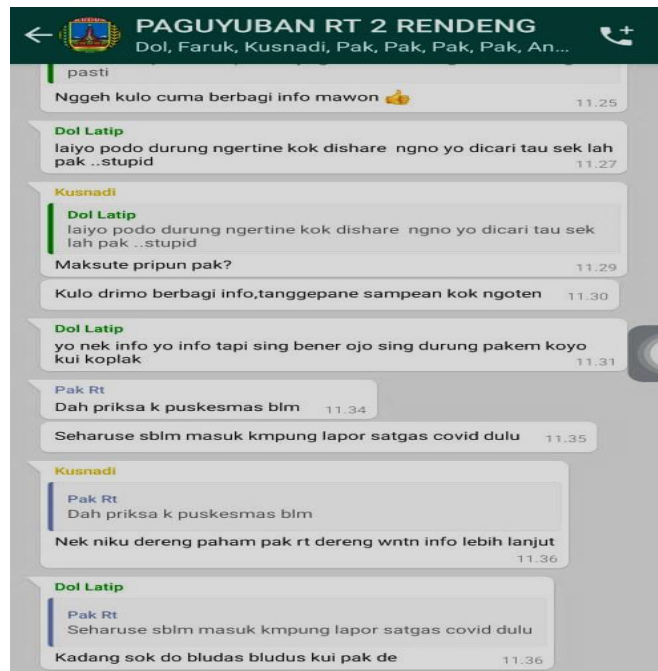 PAGUYUBAN RT 2 RENDENG
Dol, Faruk, Kusnadi, Pak, Pak, Pak, Pak, An...
pasti
Nggeh kulo cuma berbagi info mawon 👍
11.25
Dol Latip
laiyo podo durung ngertine kok dishare ngno yo dicari tau sek
lah pak ..stupid
11.27
Kusnadi
Dol Latip
laiyo podo durung ngertine kok dishare ngno yo dicari tau sek
lah pak ..stupid
Maksute pripun pak?
11.29
Kulo drimo berbagi info,tanggepane sampean kok ngoten 11.30
Dol Latip
yo nek info yo info tapi sing bener ojo sing durung pakem koyo
kui koplak
11.31
Pak Rt
Dah priksa k puskesmas blm 11.34
Seharuse sblm masuk kmpung lapor satgas covid dulu 11.35
Kusnadi
Pak Rt
Dah priksa k puskesmas blm
Nek niku dereng paham pak rt dereng wntn info lebih lanjut
11.36
Dol Latip
Pak Rt
Seharuse sblm masuk kmpung lapor satgas covid dulu
Kadang sok do bludas bludus kui pak de 11.36